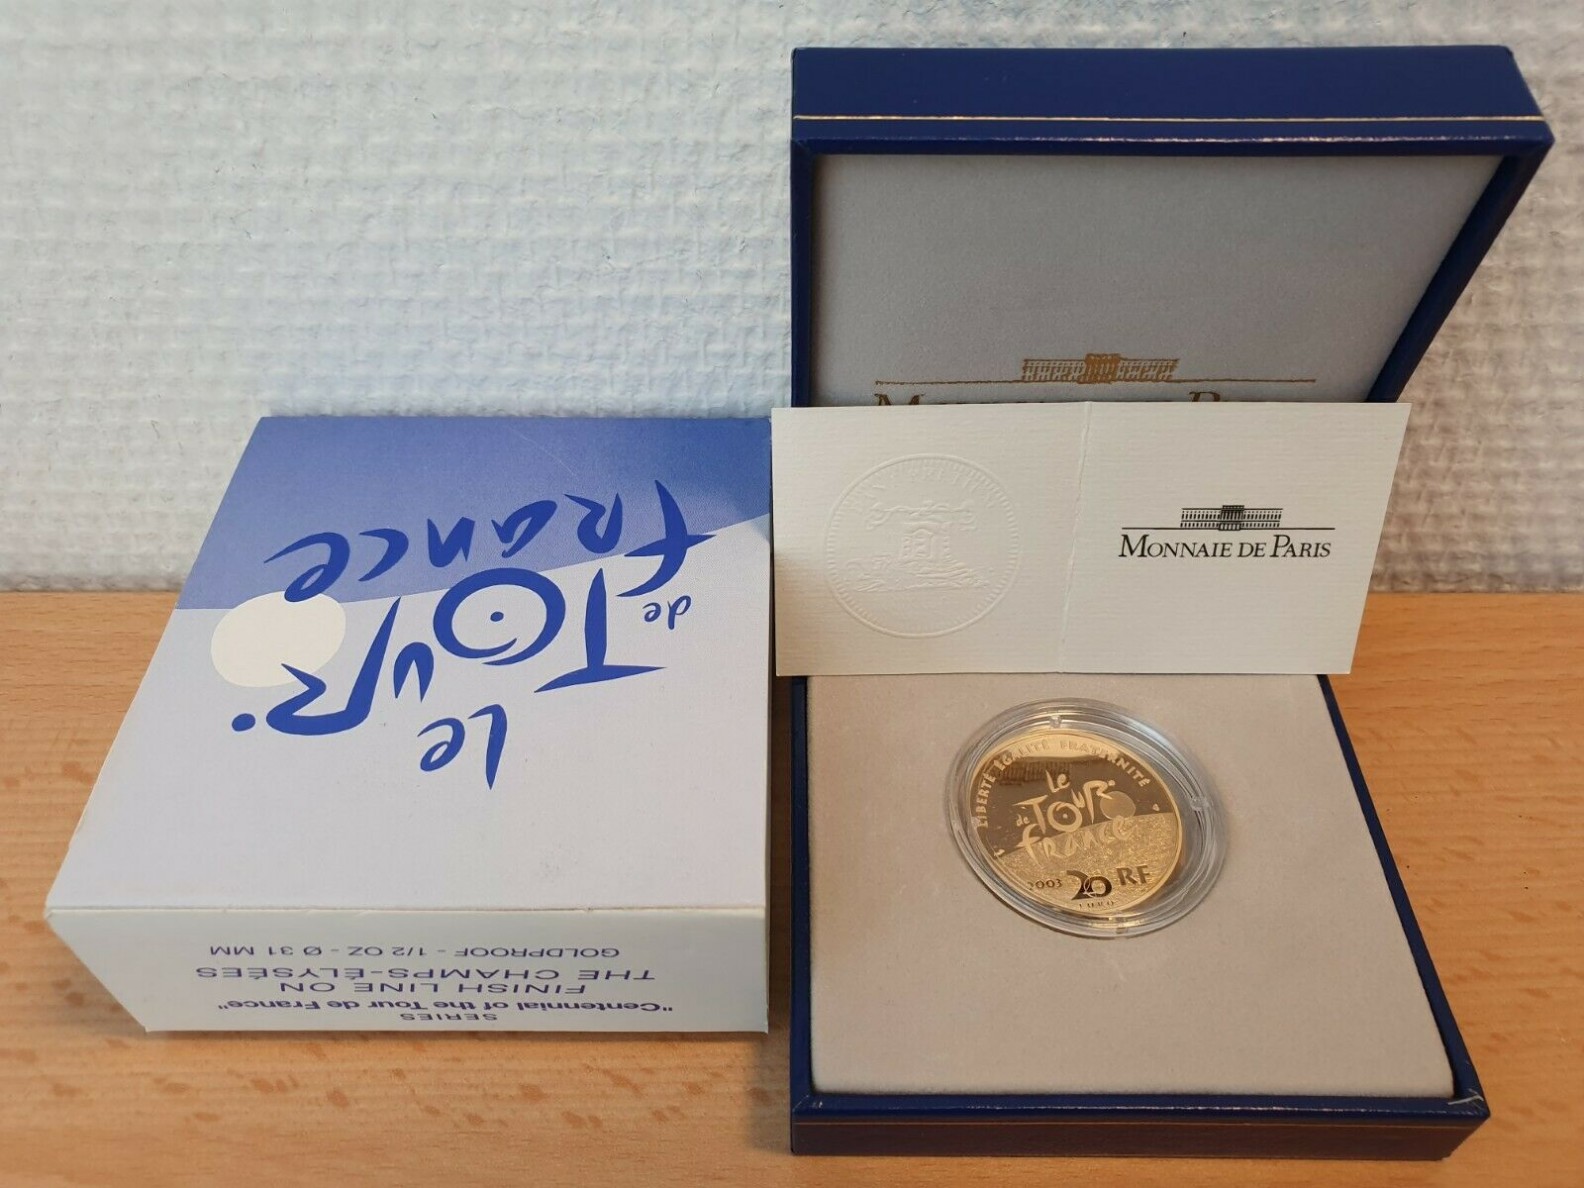 Le
TOUR
de
france
SERIES
"Centennial of the Tour de France"
FINISH LINE ON
THE CHAMPS-ÉLYSÉES
GOLDPROOF - 1/2 OZ - Ø 31 MM
MONNAIE DE PARIS
LIBERTÉ ÉGALITÉ FRATERNITÉ
Le
de TOUR
france
2003 20 RF
EURO